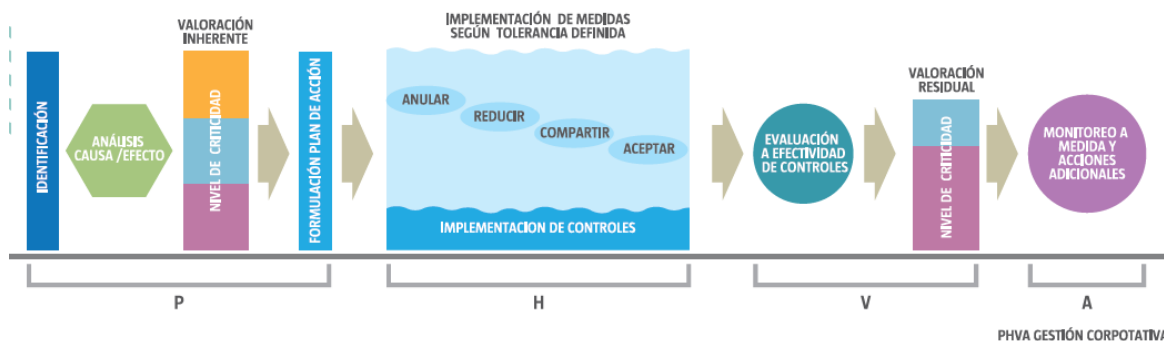 IDENTIFICACIÓN
ANÁLISIS
CAUSA /EFECTO
VALORACIÓN
INHERENTE
NIVEL DE CRITICIDAD
FORMULACIÓN PLAN DE ACCIÓN
IMPLEMENTACIÓN DE MEDIDAS
SEGÚN TOLERANCIA DEFINIDA
ANULAR
REDUCIR
COMPARTIR
ACEPTAR
IMPLEMENTACION DE CONTROLES
EVALUACIÓN
A EFECTIVIDAD
DE CONTROLES
VALORACIÓN
RESIDUAL
NIVEL DE CRITICIDAD
MONITOREO A
MEDIDA Y
ACCIONES
ADICIONALES
P
H
V
A
PHVA GESTIÓN CORPOTATIVA